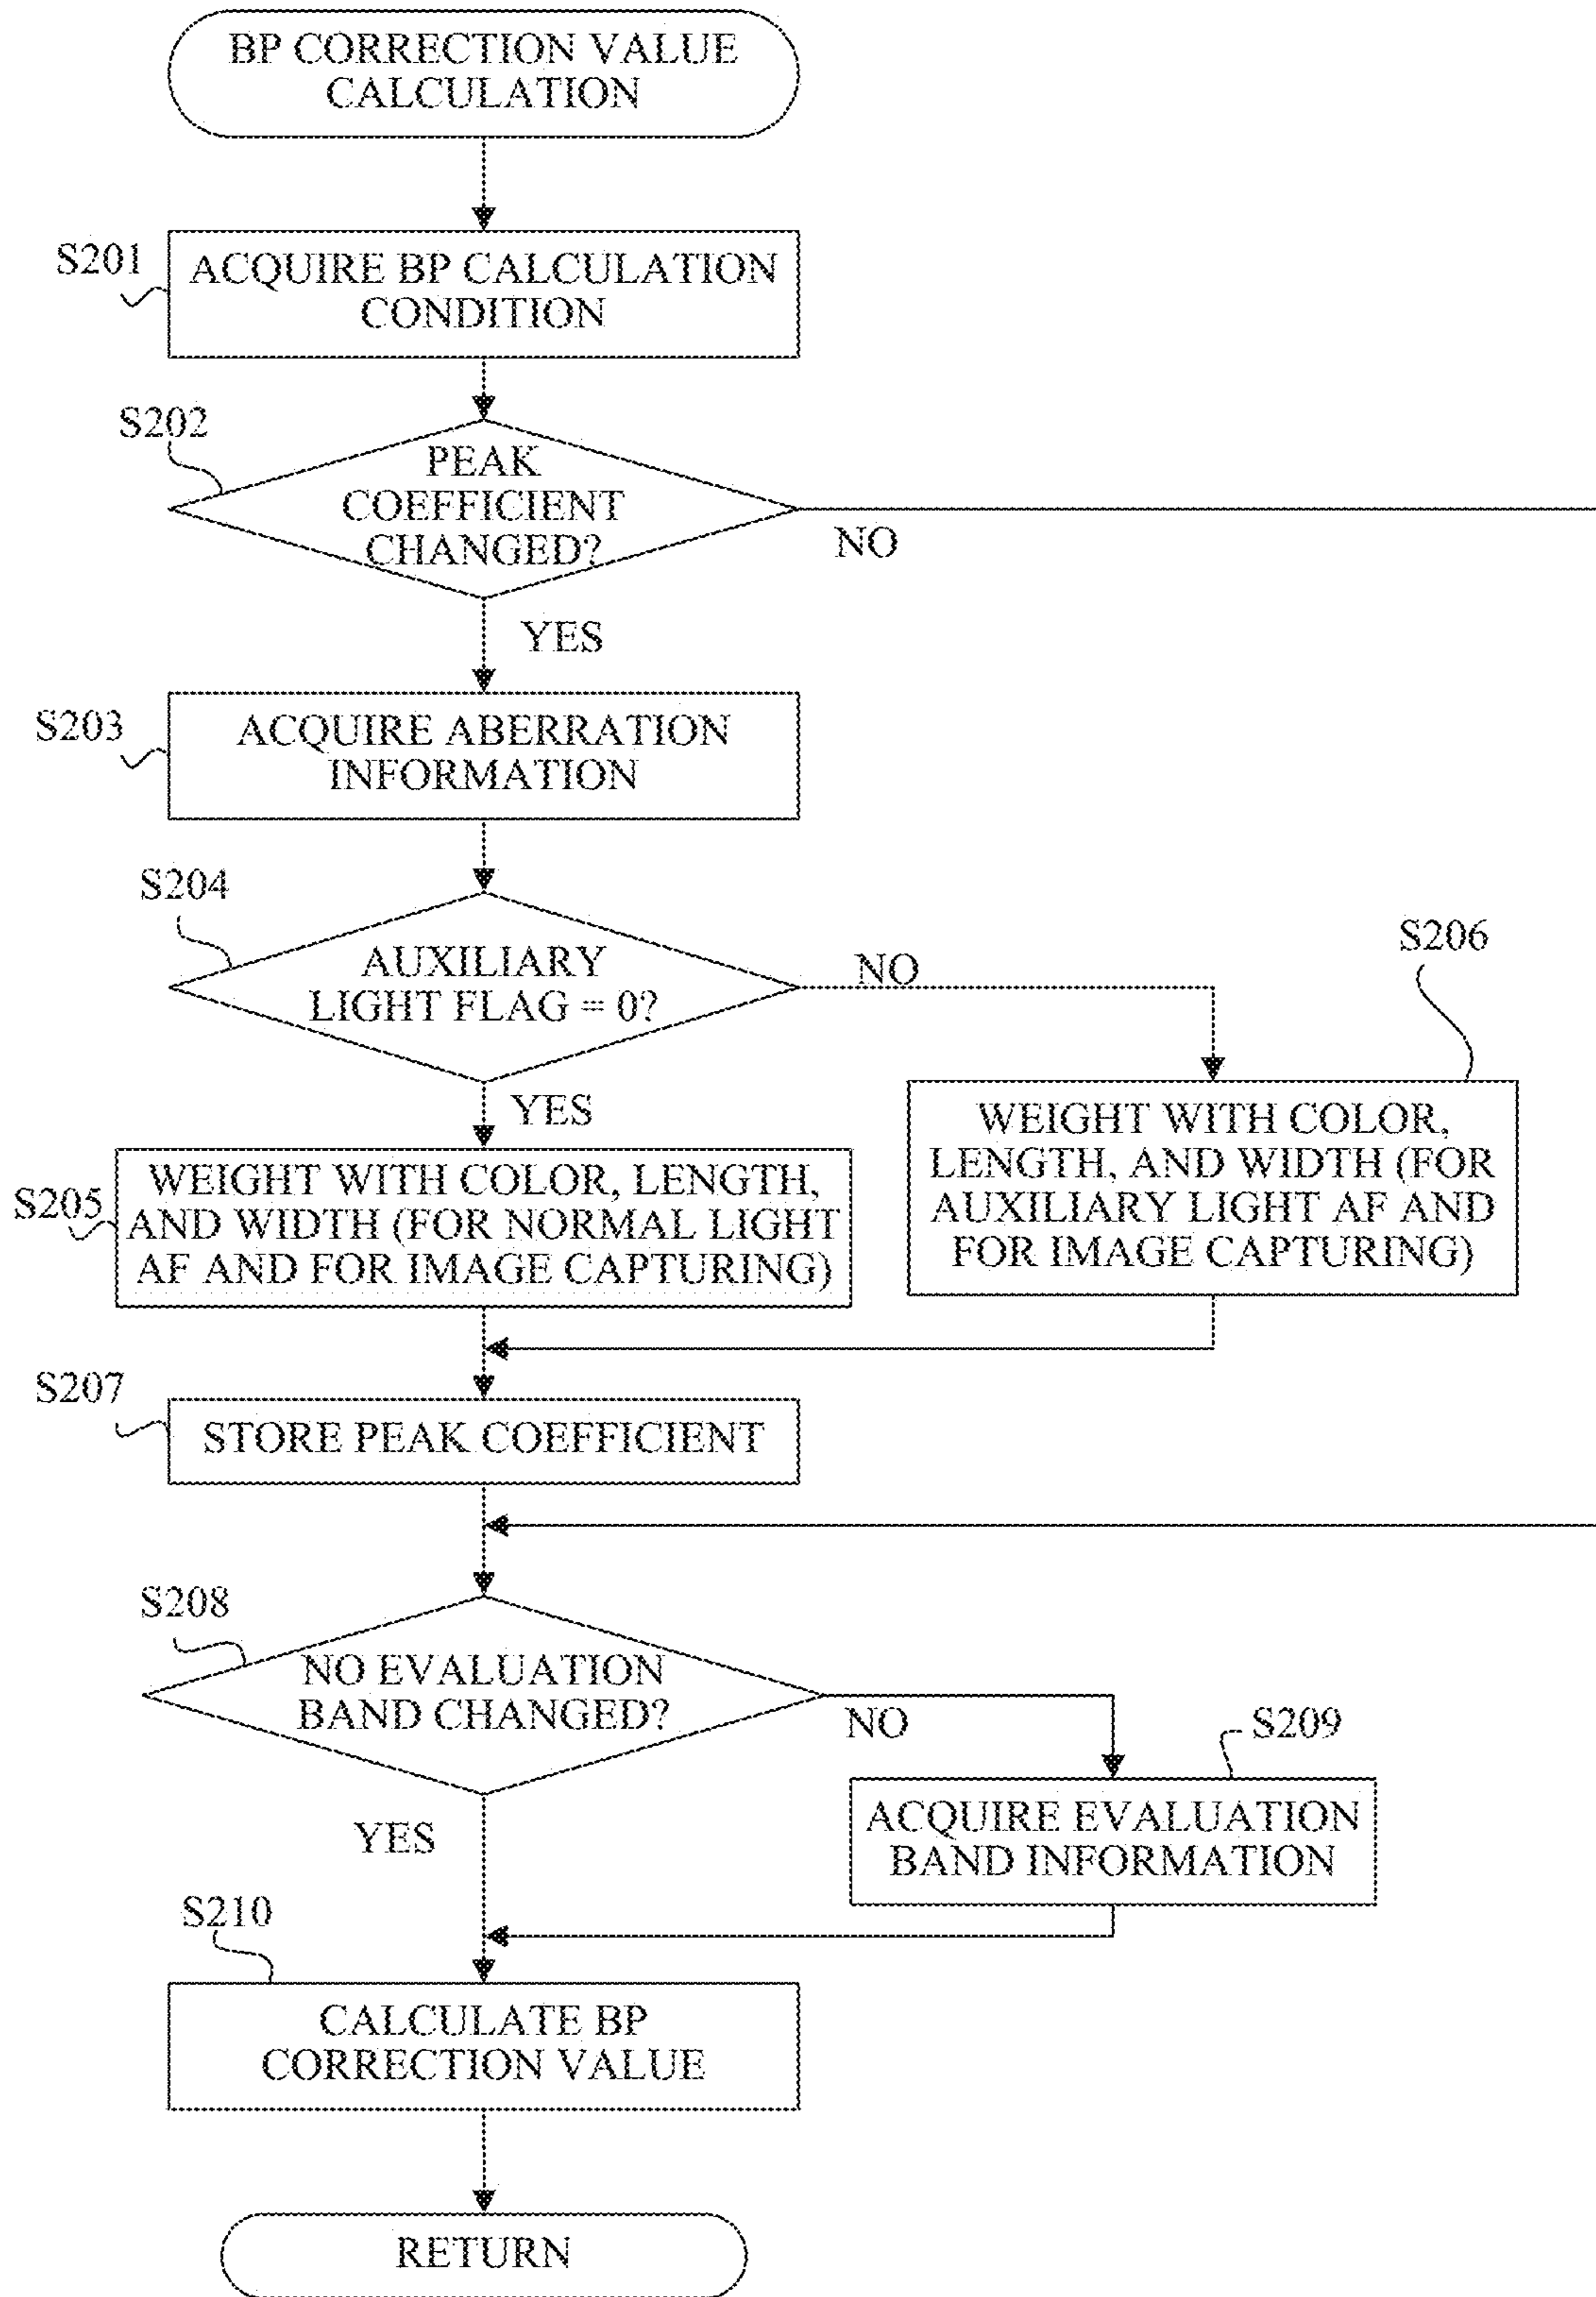 BP CORRECTION VALUE
CALCULATION
S201
ACQUIRE BP CALCULATION
CONDITION
S202
PEAK
COEFFICIENT
CHANGED?
NO
YES
S203
ACQUIRE ABERRATION
INFORMATION
S204
AUXILIARY
LIGHT FLAG = 0?
NO
YES
S206
WEIGHT WITH COLOR,
LENGTH, AND WIDTH (FOR
AUXILIARY LIGHT AF AND
FOR IMAGE CAPTURING)
S205
WEIGHT WITH COLOR, LENGTH,
AND WIDTH (FOR NORMAL LIGHT
AF AND FOR IMAGE CAPTURING)
S207
STORE PEAK COEFFICIENT
S208
NO EVALUATION
BAND CHANGED?
NO
YES
S209
ACQUIRE EVALUATION
BAND INFORMATION
S210
CALCULATE BP
CORRECTION VALUE
RETURN